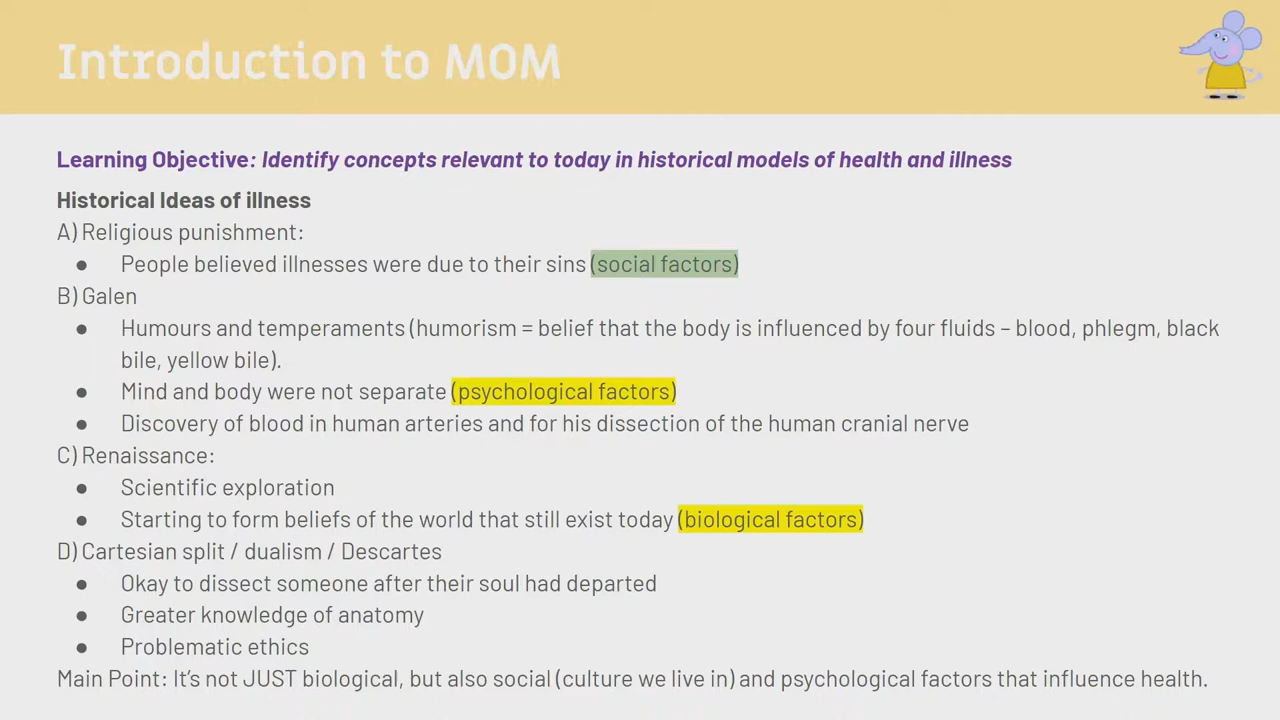 Introduction to MOM
Learning Objective: Identify concepts relevant to today in historical models of health and illness
Historical Ideas of illness
A) Religious punishment:
● People believed illnesses were due to their sins (social factors)
B) Galen
● Humours and temperaments (humorism = belief that the body is influenced by four fluids – blood, phlegm, black
bile, yellow bile).
● Mind and body were not separate (psychological factors)
● Discovery of blood in human arteries and for his dissection of the human cranial nerve
C) Renaissance:
● Scientific exploration
● Starting to form beliefs of the world that still exist today (biological factors)
D) Cartesian split / dualism / Descartes
● Okay to dissect someone after their soul had departed
● Greater knowledge of anatomy
● Problematic ethics
Main Point: It's not JUST biological, but also social (culture we live in) and psychological factors that influence health.